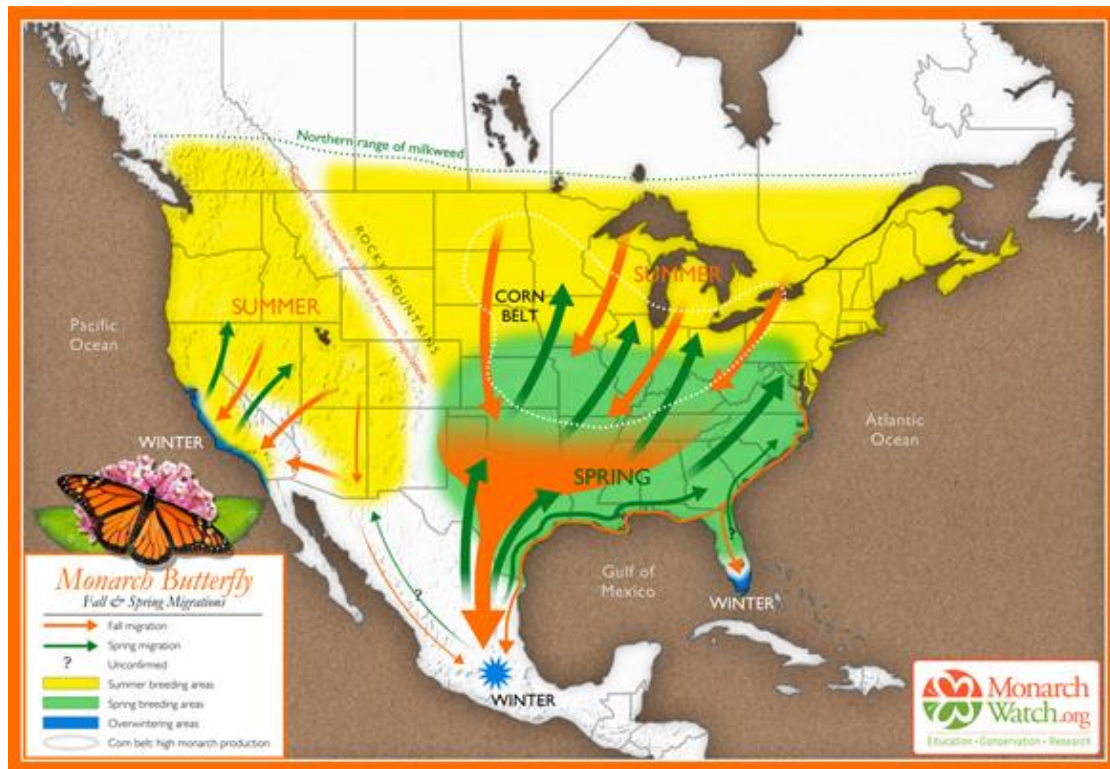 Northern range of milkweed
ROCKY MOUNTAINS
SUMMER
SUMMER
CORN
BELT
Pacific
Ocean
Atlantic
Ocean
WINTER
SPRING
?
Gulf of
Mexico
?
WINTER
WINTER
Monarch Butterfly
Fall & Spring Migrations
Fall migration
Spring migration
? Unconfirmed
Summer breeding areas
Spring breeding areas
Overwintering areas
Corn belt: high monarch production
Monarch
Watch.org
Education • Conservation • Research